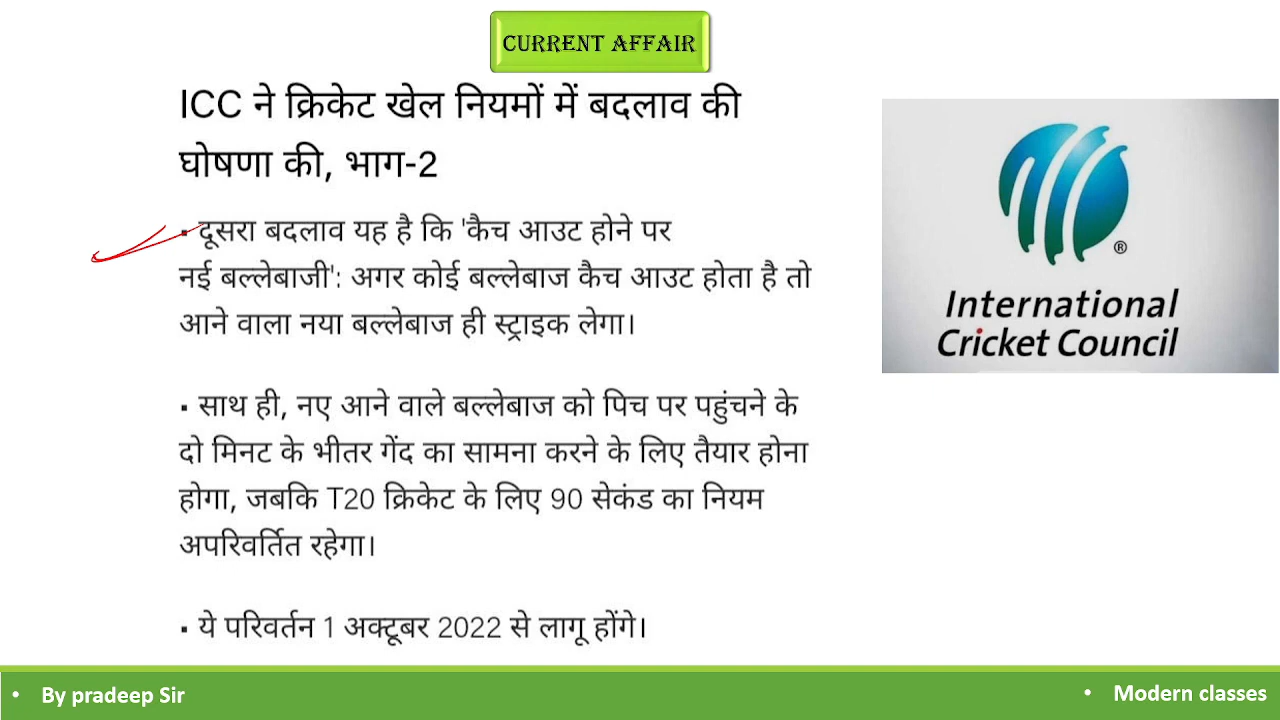 CURRENT AFFAIR
ICC ने क्रिकेट खेल नियमों में बदलाव की
घोषणा की, भाग-2
▪ दूसरा बदलाव यह है कि 'कैच आउट होने पर
नई बल्लेबाजी': अगर कोई बल्लेबाज कैच आउट होता है तो
आने वाला नया बल्लेबाज ही स्ट्राइक लेगा।
▪ साथ ही, नए आने वाले बल्लेबाज को पिच पर पहुंचने के
दो मिनट के भीतर गेंद का सामना करने के लिए तैयार होना
होगा, जबकि T20 क्रिकेट के लिए 90 सेकंड का नियम
अपरिवर्तित रहेगा।
▪ ये परिवर्तन 1 अक्टूबर 2022 से लागू होंगे।
®
International
Cricket Council
• By pradeep Sir
• Modern classes